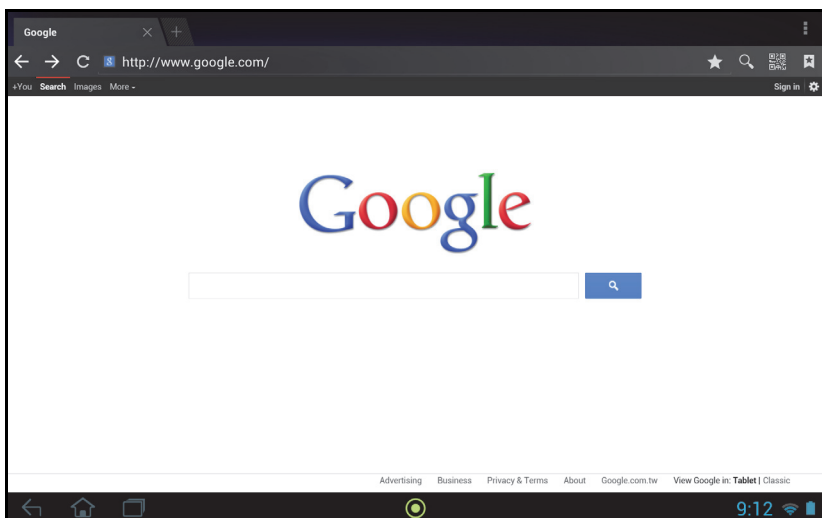 Google
http://www.google.com/
+You Search Images More
Sign in
Google
Advertising Business Privacy & Terms About Google.com.tw View Google in: Tablet | Classic
9:12